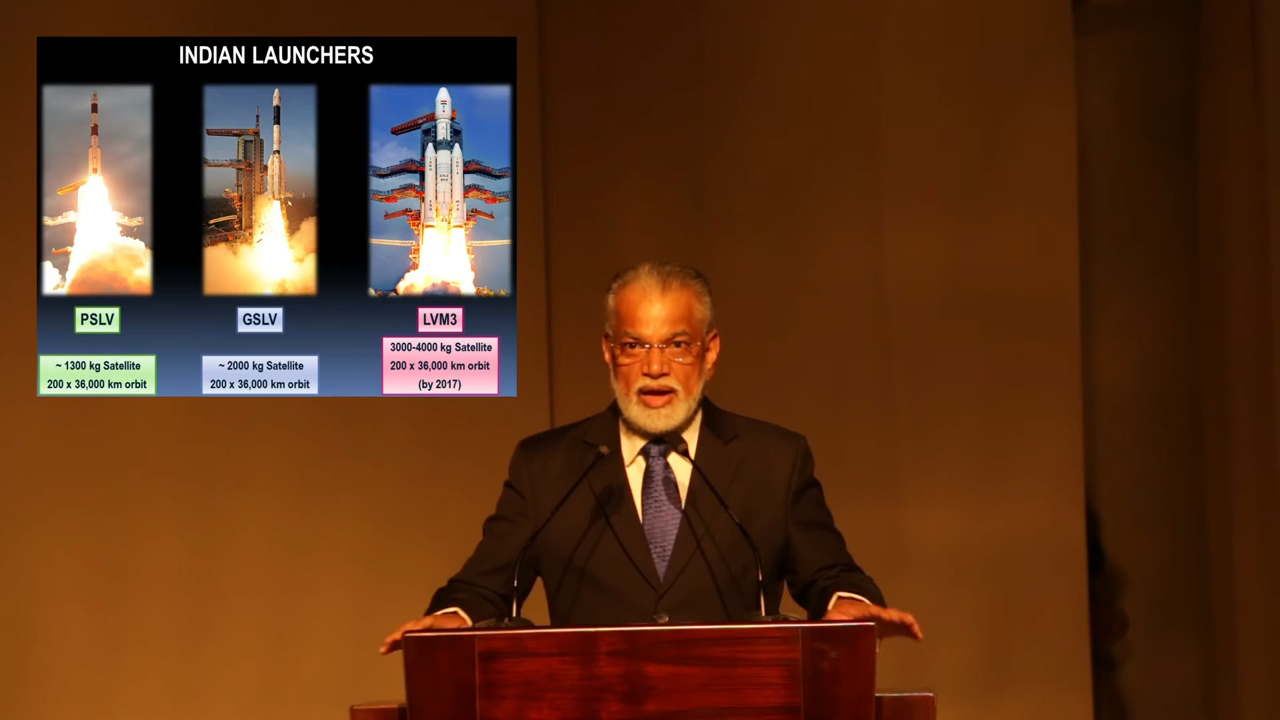 INDIAN LAUNCHERS
PSLV
GSLV
LVM3
~ 1300 kg Satellite
200 x 36,000 km orbit
~ 2000 kg Satellite
200 x 36,000 km orbit
3000-4000 kg Satellite
200 x 36,000 km orbit
(by 2017)